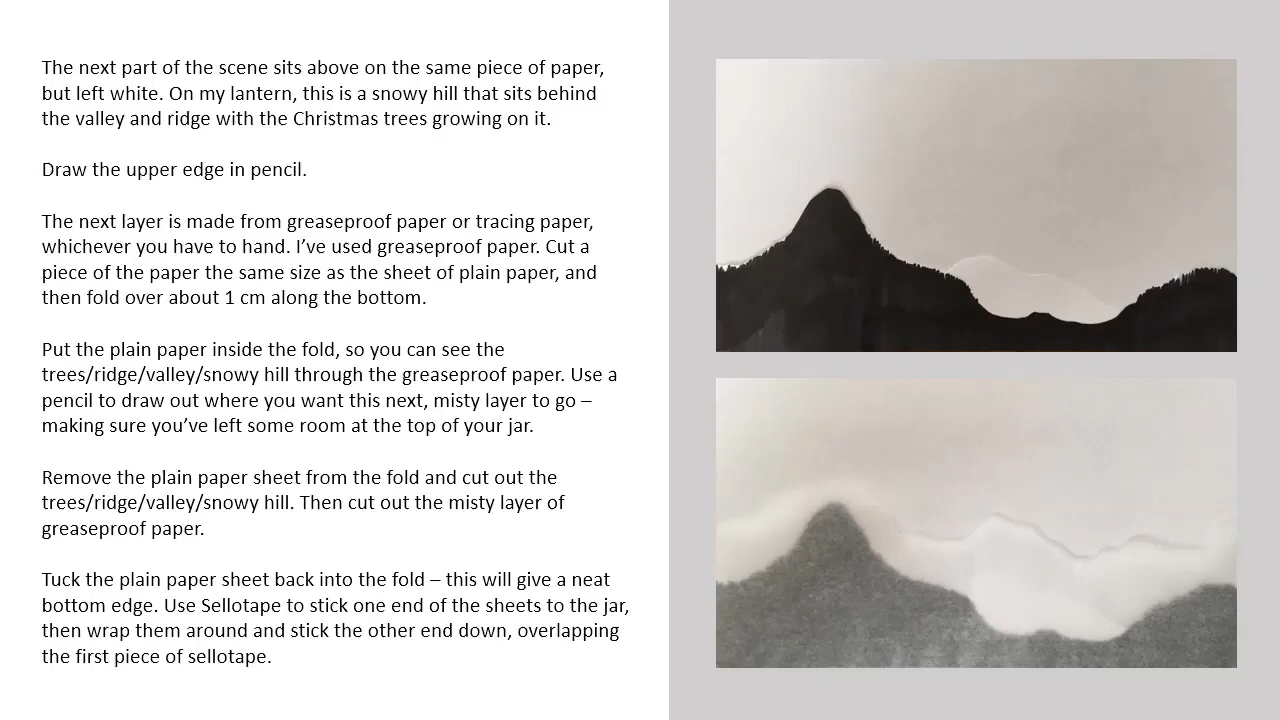 The next part of the scene sits above on the same piece of paper,
but left white. On my lantern, this is a snowy hill that sits behind
the valley and ridge with the Christmas trees growing on it.
Draw the upper edge in pencil.
The next layer is made from greaseproof paper or tracing paper,
whichever you have to hand. I’ve used greaseproof paper. Cut a
piece of the paper the same size as the sheet of plain paper, and
then fold over about 1 cm along the bottom.
Put the plain paper inside the fold, so you can see the
trees/ridge/valley/snowy hill through the greaseproof paper. Use a
pencil to draw out where you want this next, misty layer to go –
making sure you’ve left some room at the top of your jar.
Remove the plain paper sheet from the fold and cut out the
trees/ridge/valley/snowy hill. Then cut out the misty layer of
greaseproof paper.
Tuck the plain paper sheet back into the fold – this will give a neat
bottom edge. Use Sellotape to stick one end of the sheets to the jar,
then wrap them around and stick the other end down, overlapping
the first piece of sellotape.